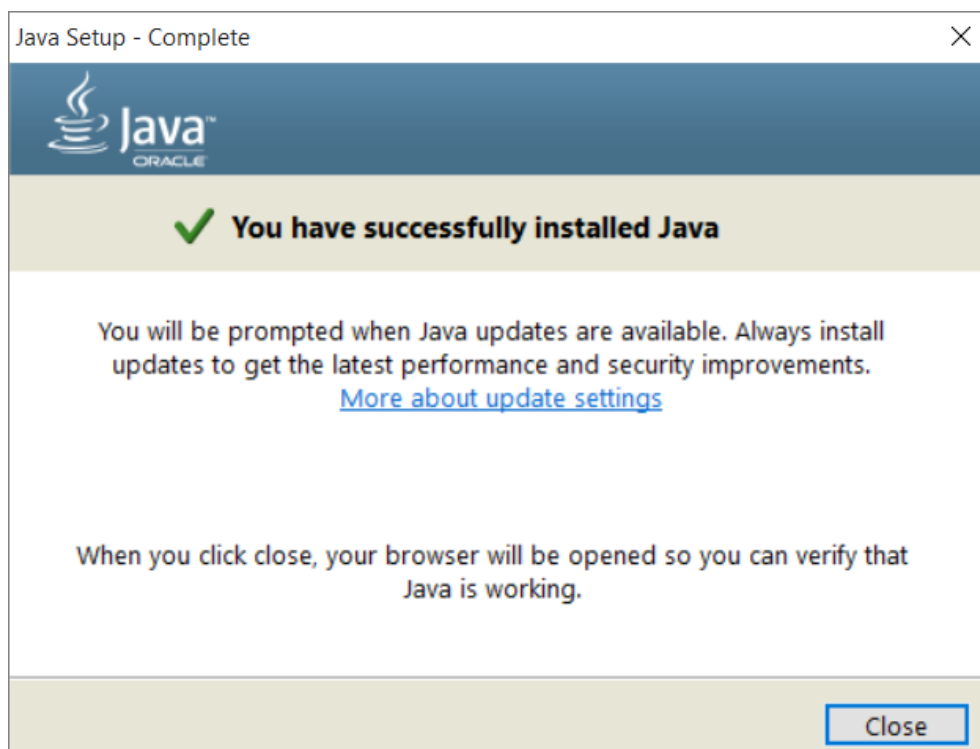 Java Setup - Complete
Java™
ORACLE
You have successfully installed Java
You will be prompted when Java updates are available. Always install
updates to get the latest performance and security improvements.
More about update settings
When you click close, your browser will be opened so you can verify that
Java is working.
Close